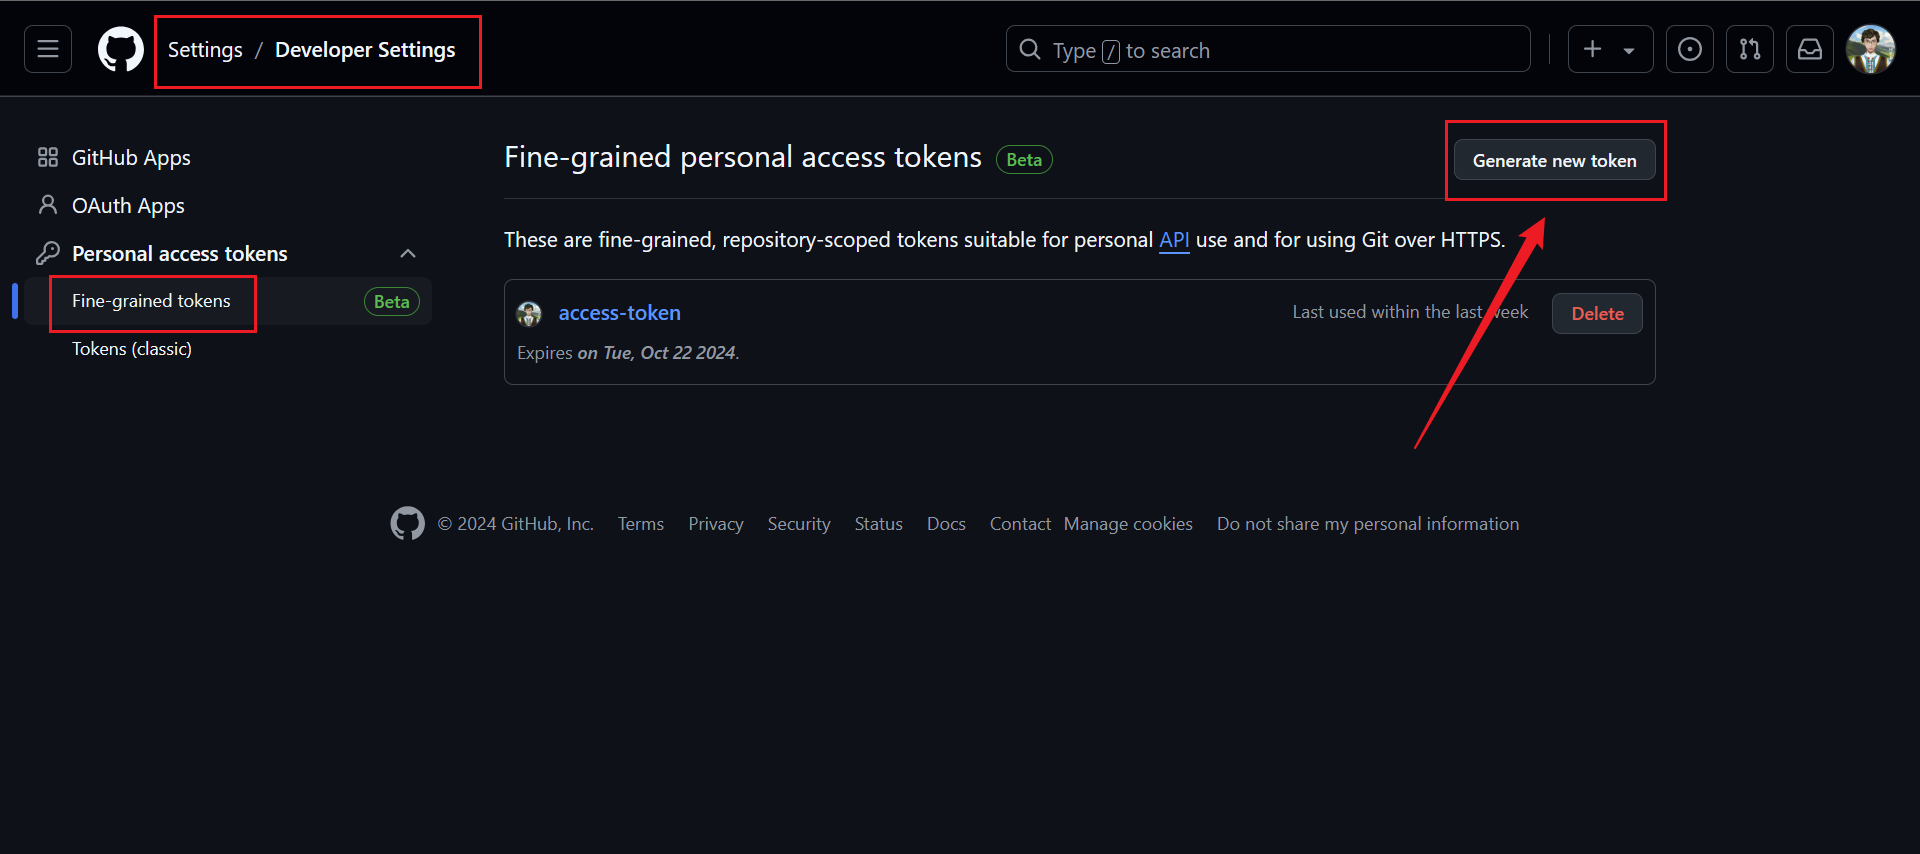 Settings / Developer Settings
Type / to search
GitHub Apps
OAuth Apps
Personal access tokens
Fine-grained tokens Beta
Tokens (classic)
Fine-grained personal access tokens Beta
Generate new token
These are fine-grained, repository-scoped tokens suitable for personal API use and for using Git over HTTPS.
access-token
Last used within the last week
Delete
Expires on Tue, Oct 22 2024.
© 2024 GitHub, Inc. Terms Privacy Security Status Docs Contact Manage cookies Do not share my personal information